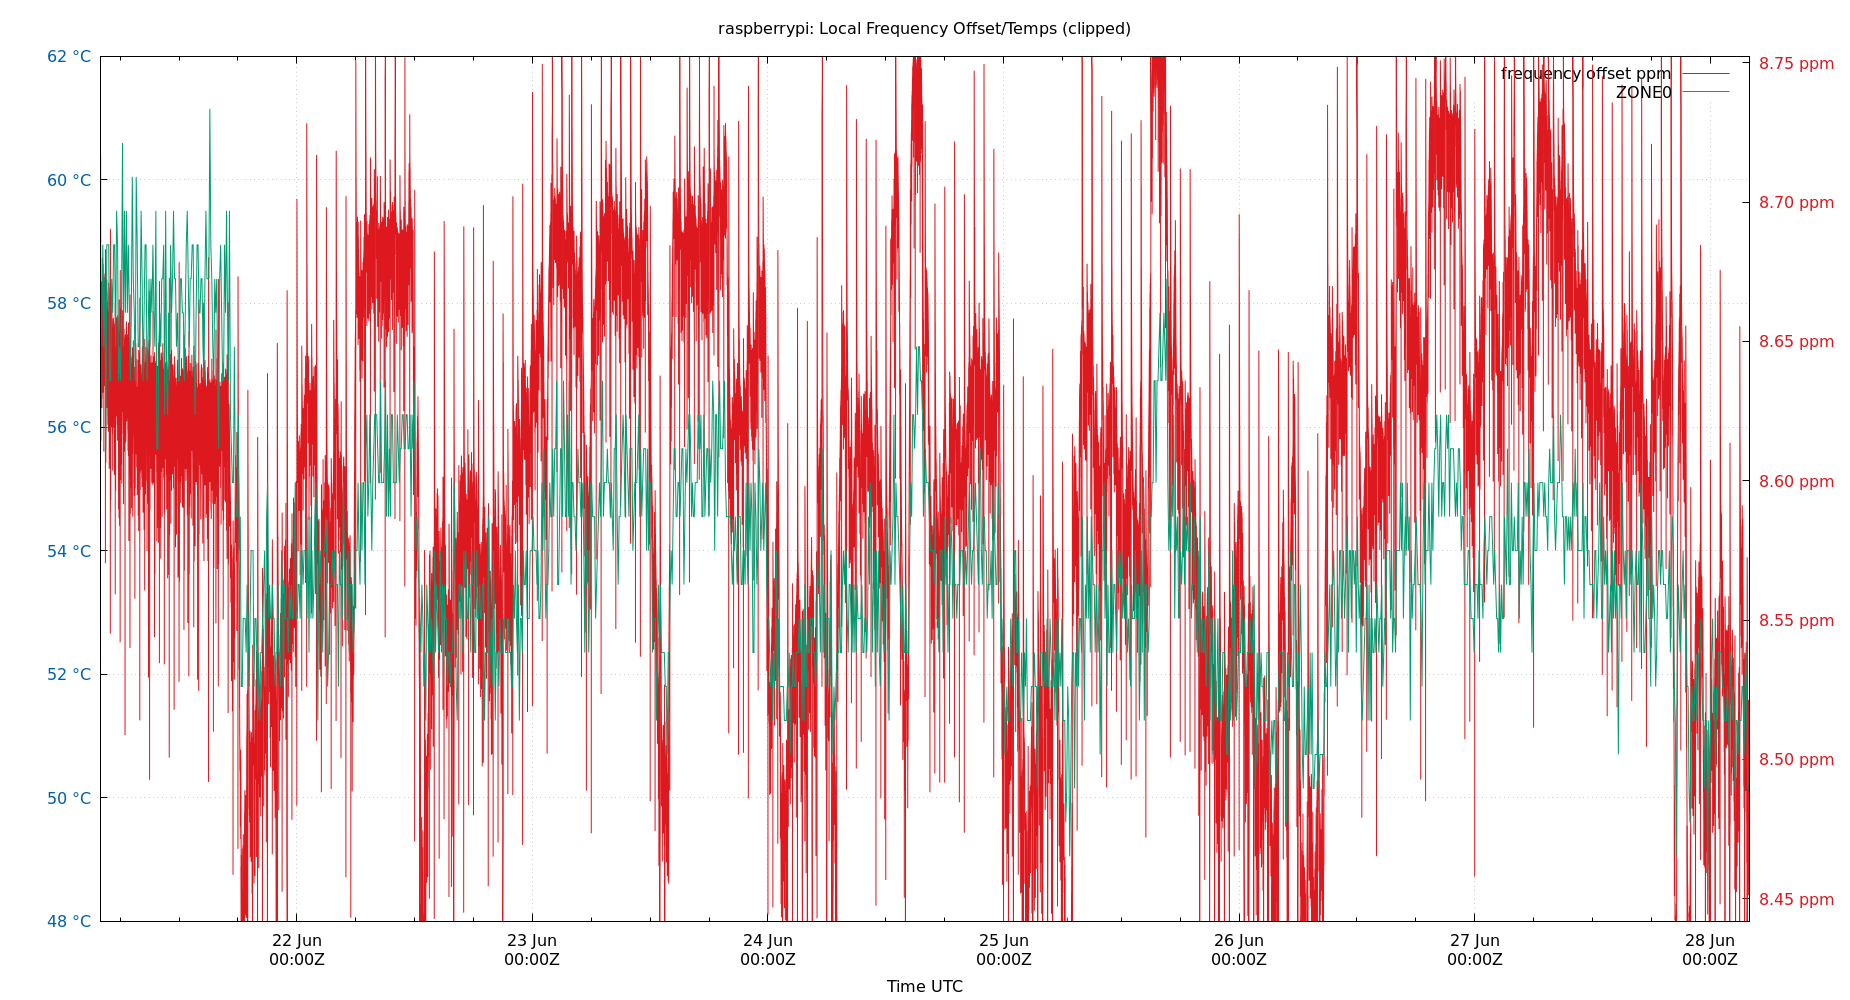 raspberrypi: Local Frequency Offset/Temps (clipped)
62 °C
60 °C
58 °C
56 °C
54 °C
52 °C
50 °C
48 °C
8.75 ppm
8.70 ppm
8.65 ppm
8.60 ppm
8.55 ppm
8.50 ppm
8.45 ppm
frequency offset ppm
ZONE0
22 Jun
00:00Z
23 Jun
00:00Z
24 Jun
00:00Z
25 Jun
00:00Z
26 Jun
00:00Z
27 Jun
00:00Z
28 Jun
00:00Z
Time UTC